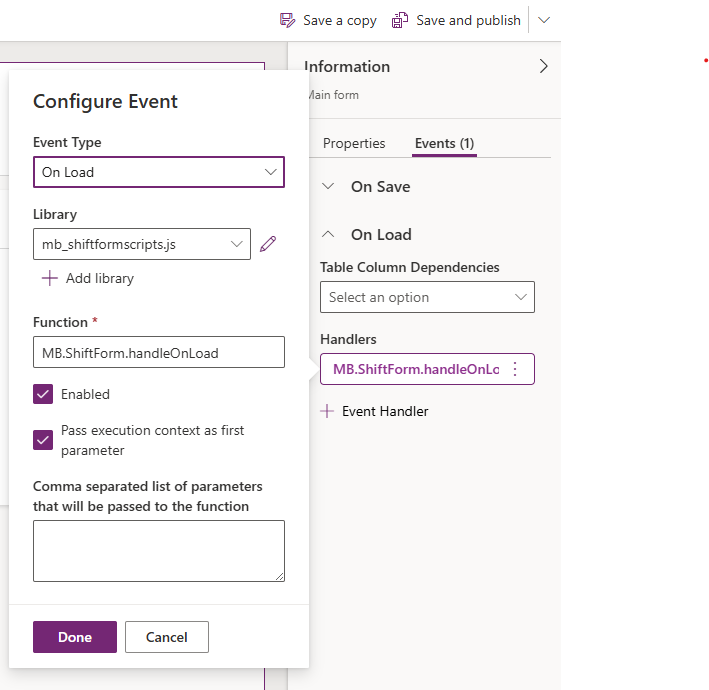 Save a copy
Save and publish
Information
Main form
Properties
Events (1)
On Save
On Load
Table Column Dependencies
Select an option
Handlers
MB.ShiftForm.handleOnLo
Event Handler
Configure Event
Event Type
On Load
Library
mb_shiftformscripts.js
Add library
Function *
MB.ShiftForm.handleOnLoad
Enabled
Pass execution context as first
parameter
Comma separated list of parameters
that will be passed to the function
Done
Cancel